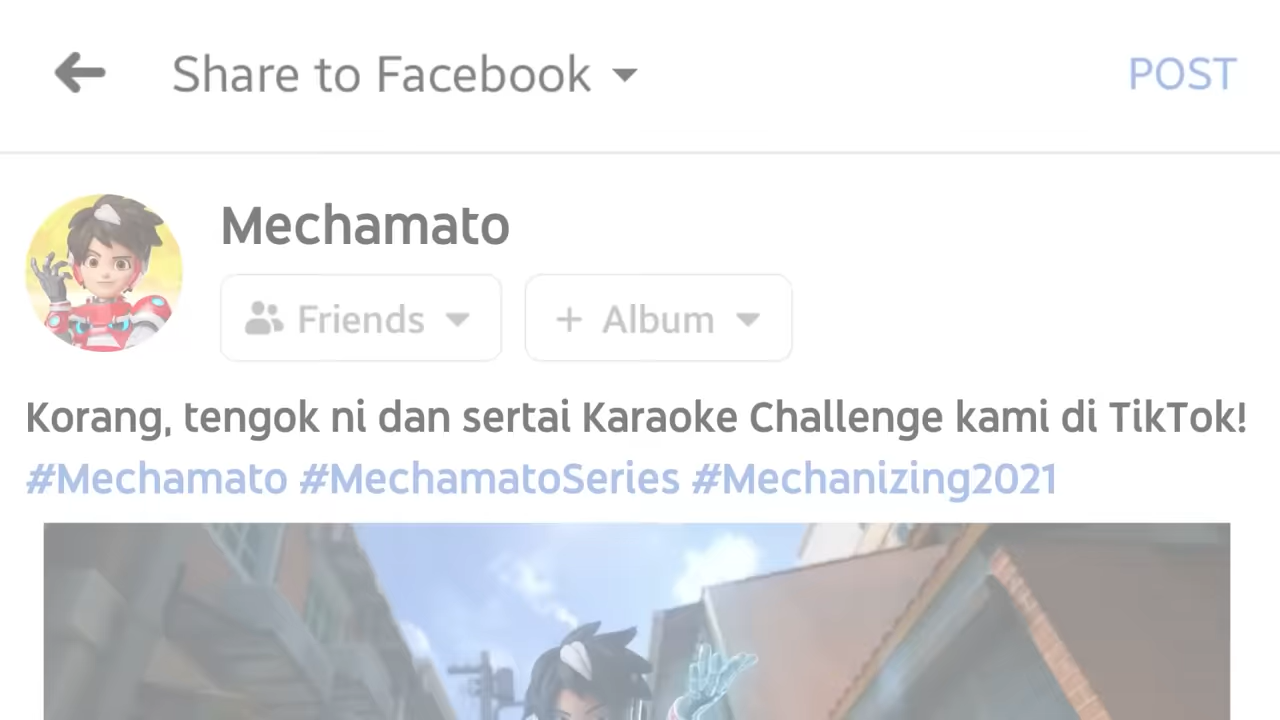 Share to Facebook
POST
Mechamato
Friends
+ Album
Korang, tengok ni dan sertai Karaoke Challenge kami di TikTok!
#Mechamato #MechamatoSeries #Mechanizing2021